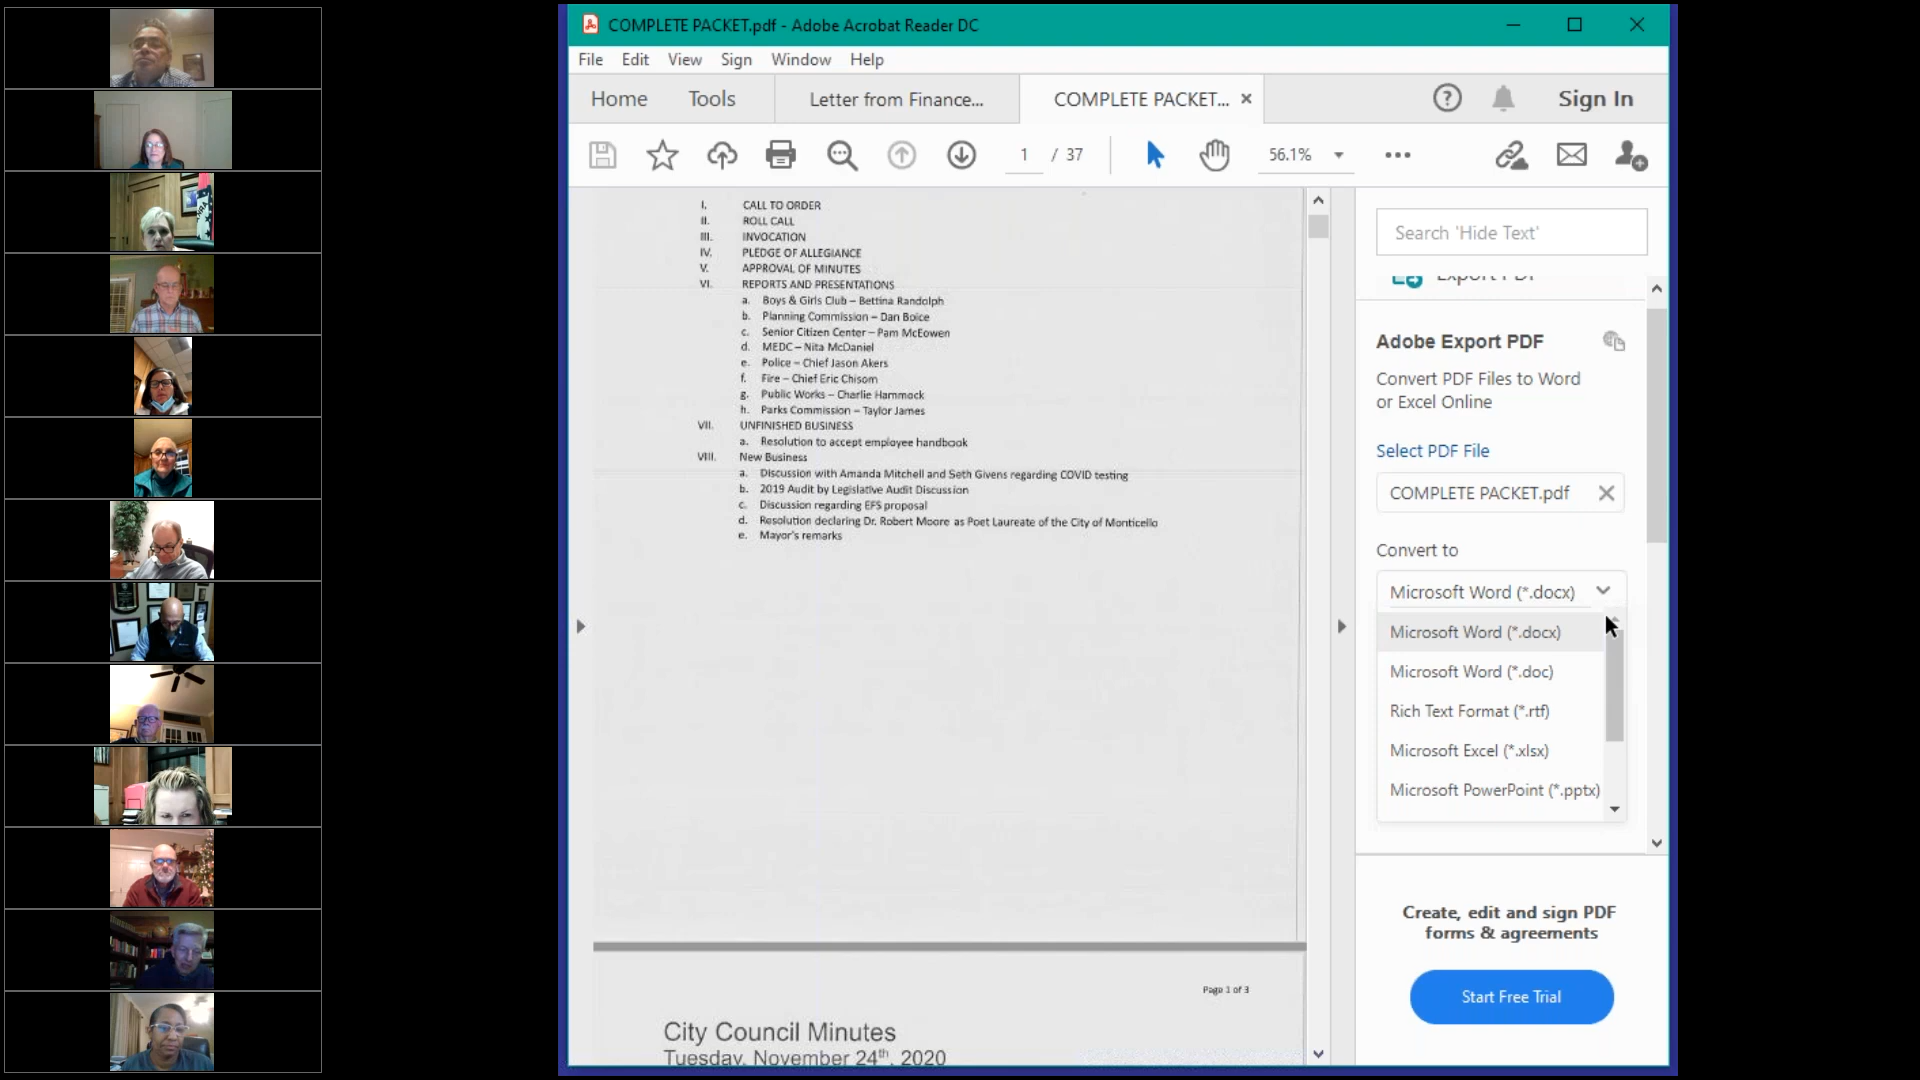 COMPLETE PACKET.pdf - Adobe Acrobat Reader DC
File Edit View Sign Window Help
Home Tools Letter from Finance... COMPLETE PACKET... Sign In
1 / 37 56.1%
I. CALL TO ORDER
II. ROLL CALL
III. INVOCATION
IV. PLEDGE OF ALLEGIANCE
V. APPROVAL OF MINUTES
VI. REPORTS AND PRESENTATIONS
a. Boys & Girls Club – Bettina Randolph
b. Planning Commission – Dan Boice
c. Senior Citizen Center – Pam McEowen
d. MEDC – Nita McDaniel
e. Police – Chief Jason Akers
f. Fire – Chief Eric Chisom
g. Public Works – Charlie Hammock
h. Parks Commission – Taylor James
VII. UNFINISHED BUSINESS
a. Resolution to accept employee handbook
VIII. New Business
a. Discussion with Amanda Mitchell and Seth Givens regarding COVID testing
b. 2019 Audit by Legislative Audit Discussion
c. Discussion regarding EFS proposal
d. Resolution declaring Dr. Robert Moore as Poet Laureate of the City of Monticello
e. Mayor's remarks
Page 1 of 3
City Council Minutes
Tuesday, November 24th, 2020
Search 'Hide Text'
Export PDF
Adobe Export PDF
Convert PDF Files to Word
or Excel Online
Select PDF File
COMPLETE PACKET.pdf
Convert to
Microsoft Word (*.docx)
Microsoft Word (*.docx)
Microsoft Word (*.doc)
Rich Text Format (*.rtf)
Microsoft Excel (*.xlsx)
Microsoft PowerPoint (*.pptx)
Create, edit and sign PDF
forms & agreements
Start Free Trial